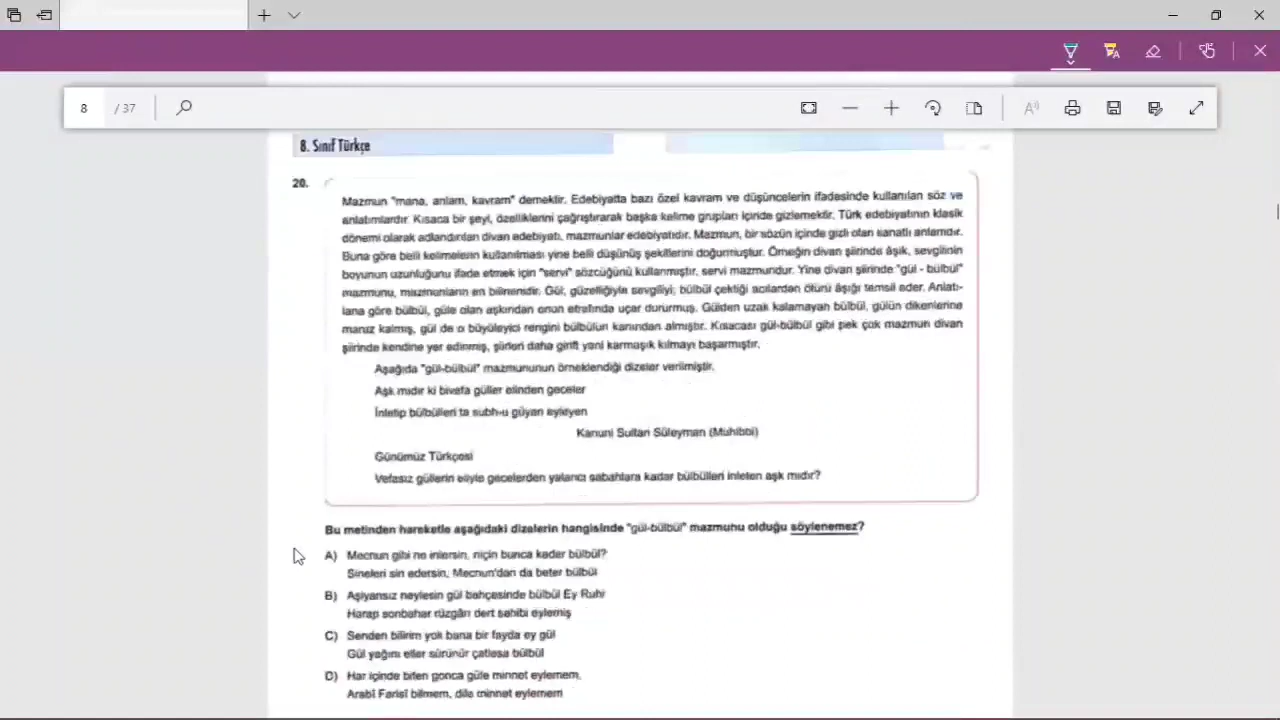 8 / 37
8. Sınıf Türkçe
20.
Mazmun "mana, anlam, kavram" demektir. Edebiyatta bazı özel kavram ve düşüncelerin ifadesinde kullanılan söz ve
anlatımlardır. Kısaca bir şeyi, özelliklerini çağrıştırarak başka kelime grupları içinde gizlemektir. Türk edebiyatının klasik
dönemi olarak adlandırılan divan edebiyatı, mazmunlar edebiyatıdır. Mazmun, bir sözün içinde gizli olan sanatlı anlamdır.
Buna göre belli kelimelerin kullanılması yine belli düşünüş şekillerini doğurmuştur. Örneğin divan şiirinde âşık, sevgilinin
boyunun uzunluğunu ifade etmek için "servi" sözcüğünü kullanmıştır, servi mazmundur. Yine divan şiirinde "gül - bülbül"
mazmunu, mazmunların en bilinenidir. Gül, güzelliğiyle sevgiliyi; bülbül çektiği acılardan ötürü âşığı temsil eder. Anlatı-
lana göre bülbül, güle olan aşkından onun etrafında uçar dururmuş. Gülden uzak kalamayan bülbül, gülün dikenlerine
maruz kalmış, gül de o büyüleyici rengini bülbülün kanından almıştır. Kısacası gül-bülbül gibi pek çok mazmun divan
şiirinde kendine yer edinmiş, şiirleri daha girift yani karmaşık kılmayı başarmıştır.
Aşağıda "gül-bülbül" mazmununun örneklendiği dizeler verilmiştir.
Aşk mıdır ki bivefa güller elinden geceler
İnletip bülbülleri ta subh-u güyan eyleyen
Kanuni Sultan Süleyman (Muhibbi)
Günümüz Türkçesi
Vefasız güllerin eliyle gecelerden yalancı sabahlara kadar bülbülleri inleten aşk mıdır?
Bu metinden hareketle aşağıdaki dizelerin hangisinde "gül-bülbül" mazmunu olduğu söylenemez?
A) Mecnun gibi ne inlersin, niçin bunca kadar bülbül?
Sineleri sin edersin, Mecnun'dan da beter bülbül
B) Aşiyansız neylesin gül bahçesinde bülbül Ey Ruhi
Harap sonbahar rüzgârı dert sahibi eylemiş
C) Senden bilirim yok bana bir fayda ey gül
Gül yağını eller sürünür çatlasa bülbül
D) Har içinde biten gonca güle minnet eylemem,
Arabî Farisî bilmem, dile minnet eylemem